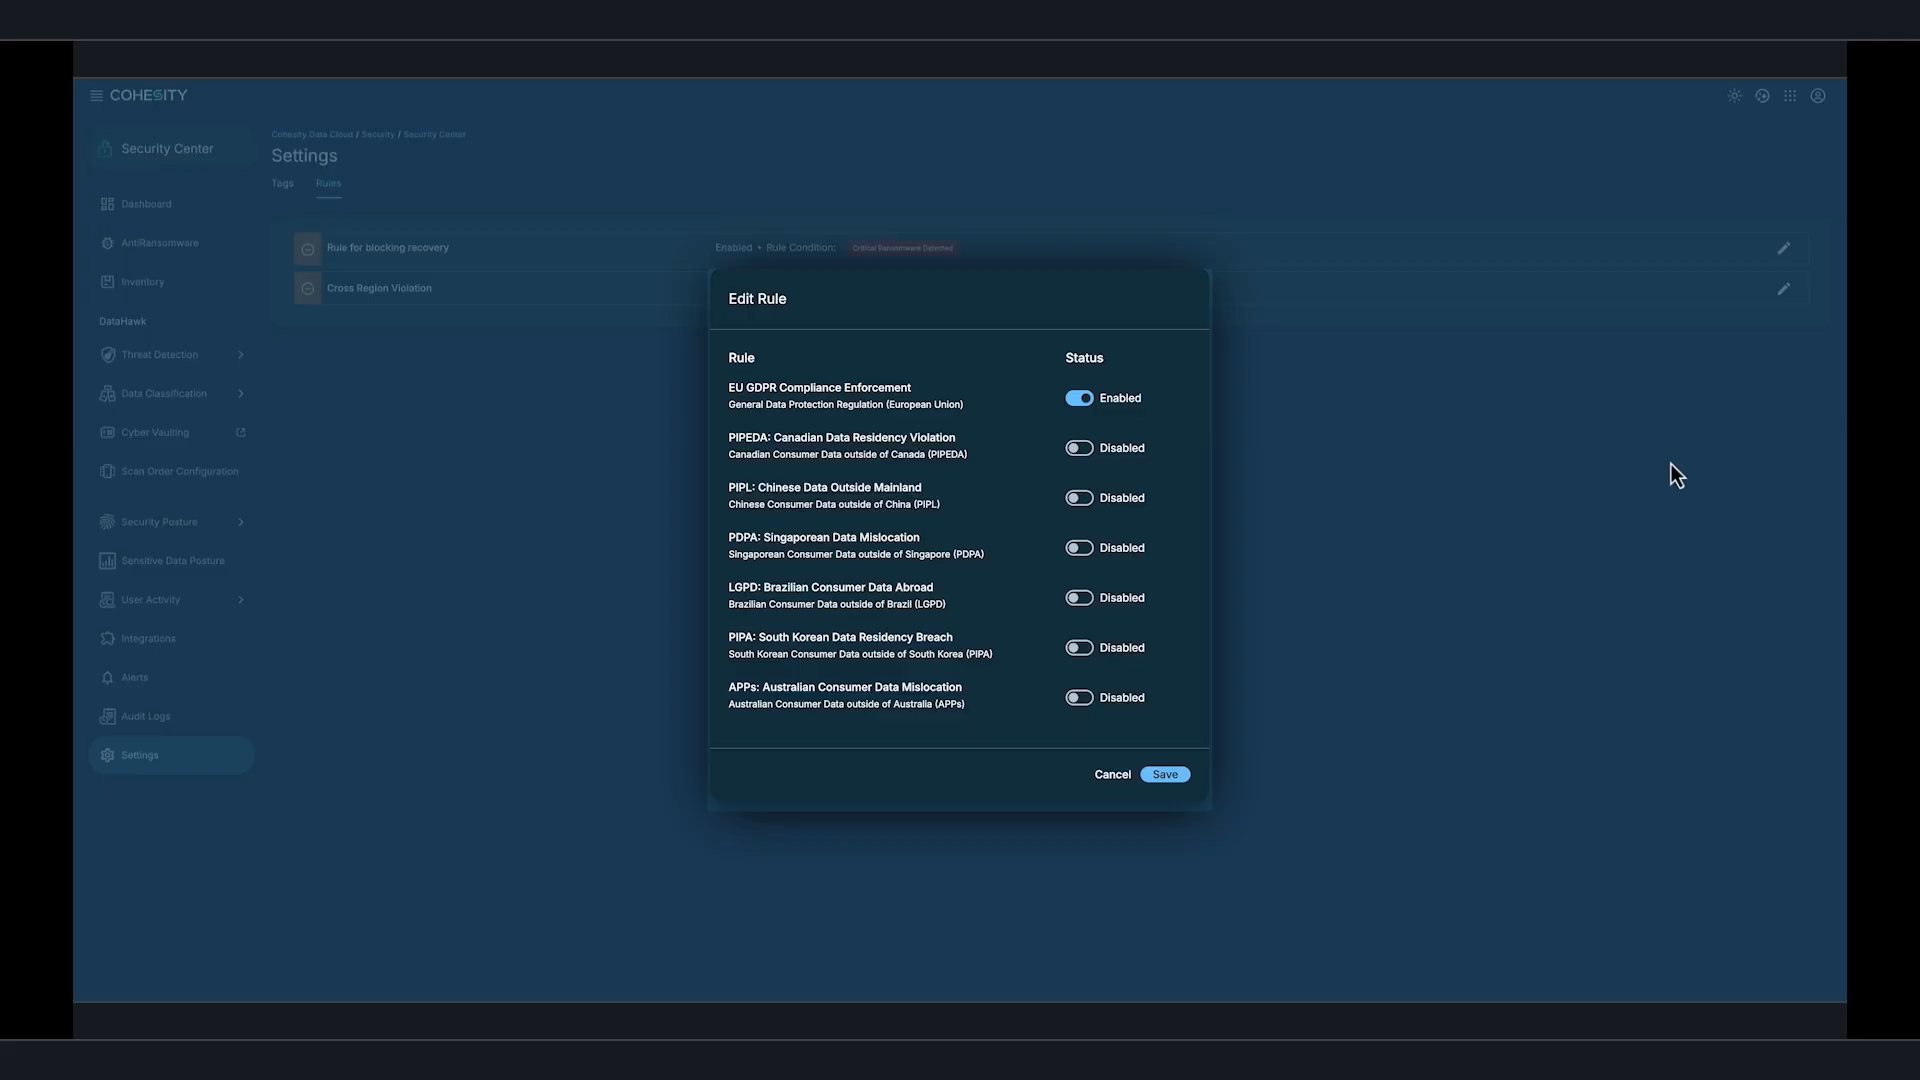 COHESITY
Security Center
Cohesity Data Cloud / Security / Security Center
Settings
Tags
Rules
Dashboard
AntiRansomware
Inventory
DataHawk
Threat Detection
Data Classification
Cyber Vaulting
Scan Order Configuration
Security Posture
Sensitive Data Posture
User Activity
Integrations
Alerts
Audit Logs
Settings
Rule for blocking recovery
Enabled • Rule Condition: Critical Ransomware Detected
Cross Region Violation
Edit Rule
Rule Status
EU GDPR Compliance Enforcement
General Data Protection Regulation (European Union)
Enabled
PIPEDA: Canadian Data Residency Violation
Canadian Consumer Data outside of Canada (PIPEDA)
Disabled
PIPL: Chinese Data Outside Mainland
Chinese Consumer Data outside of China (PIPL)
Disabled
PDPA: Singaporean Data Mislocation
Singaporean Consumer Data outside of Singapore (PDPA)
Disabled
LGPD: Brazilian Consumer Data Abroad
Brazilian Consumer Data outside of Brazil (LGPD)
Disabled
PIPA: South Korean Data Residency Breach
South Korean Consumer Data outside of South Korea (PIPA)
Disabled
APPs: Australian Consumer Data Mislocation
Australian Consumer Data outside of Australia (APPs)
Disabled
Cancel Save